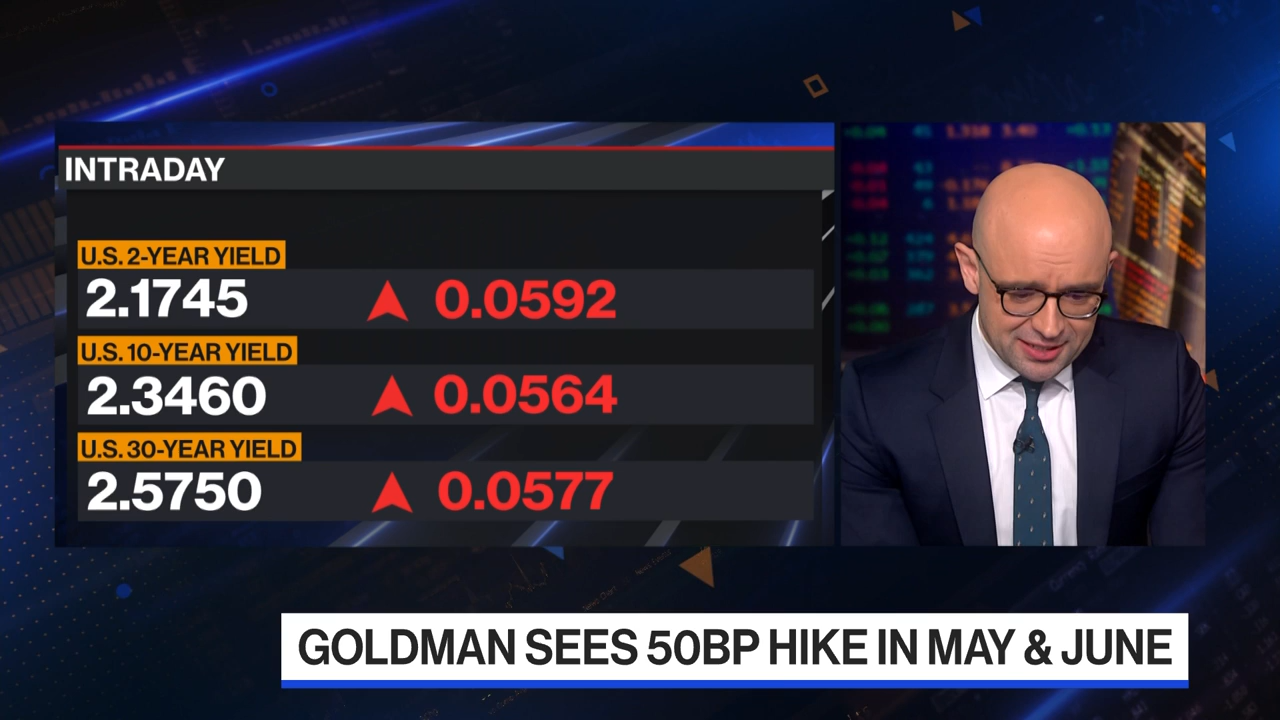 INTRADAY
U.S. 2-YEAR YIELD
2.1745 ▲ 0.0592
U.S. 10-YEAR YIELD
2.3460 ▲ 0.0564
U.S. 30-YEAR YIELD
2.5750 ▲ 0.0577
GOLDMAN SEES 50BP HIKE IN MAY & JUNE